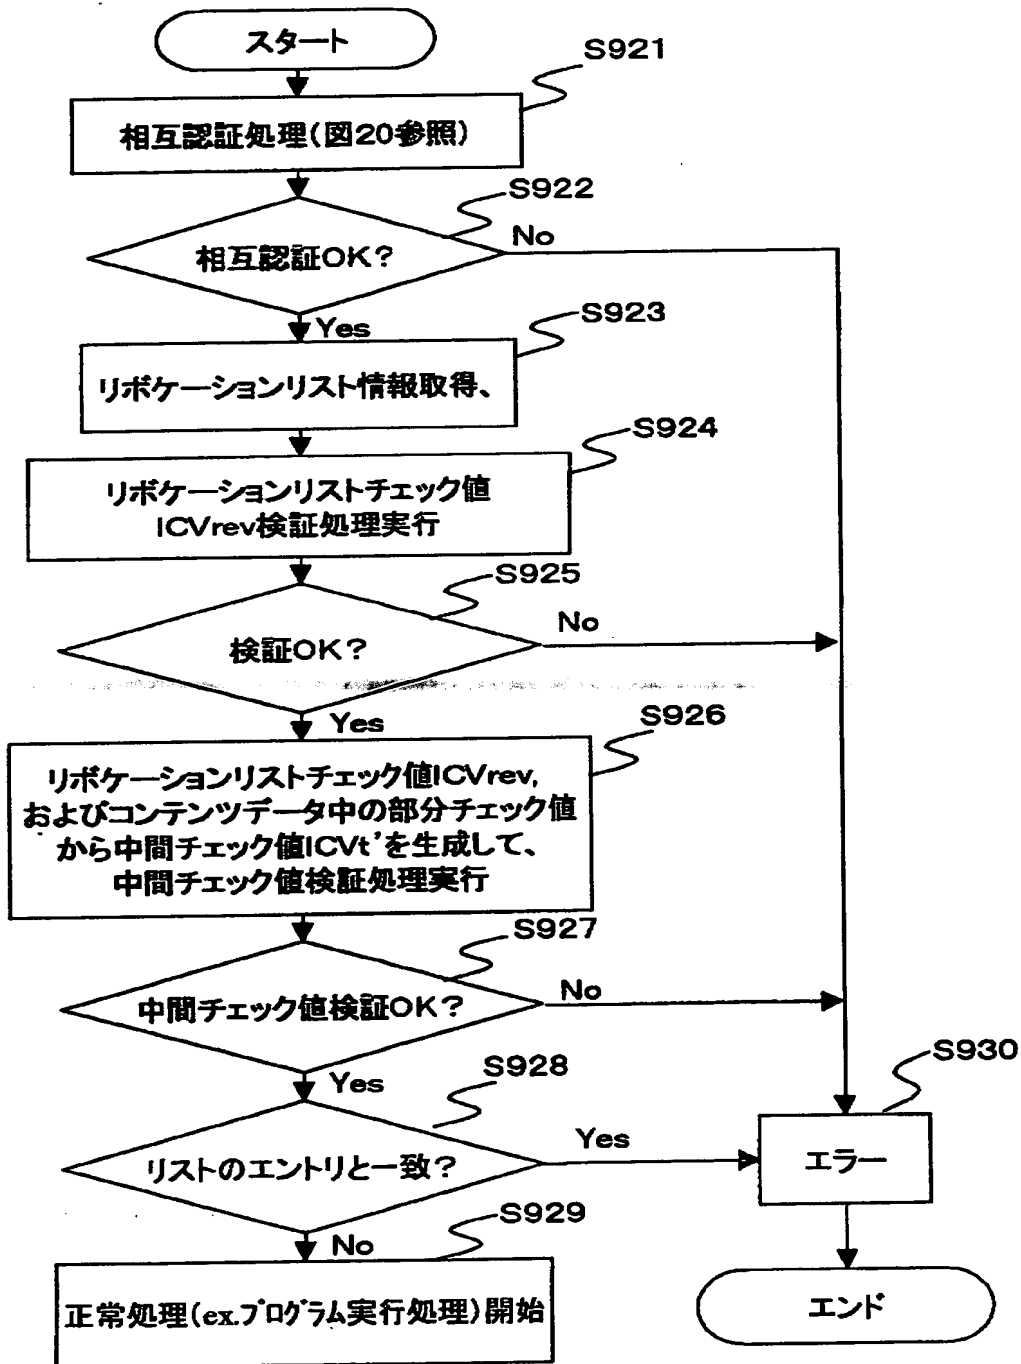 スタート
S921
相互認証処理(図20参照)
S922
相互認証OK?
No
Yes
S923
リボケーションリスト情報取得、
S924
リボケーションリストチェック値
ICVrev検証処理実行
S925
検証OK?
No
Yes
S926
リボケーションリストチェック値ICVrev,
およびコンテンツデータ中の部分チェック値
から中間チェック値ICVt'を生成して、
中間チェック値検証処理実行
S927
中間チェック値検証OK?
No
Yes
S928
リストのエントリと一致?
Yes
S930
エラー
No
S929
正常処理(ex.プログラム実行処理)開始
エンド